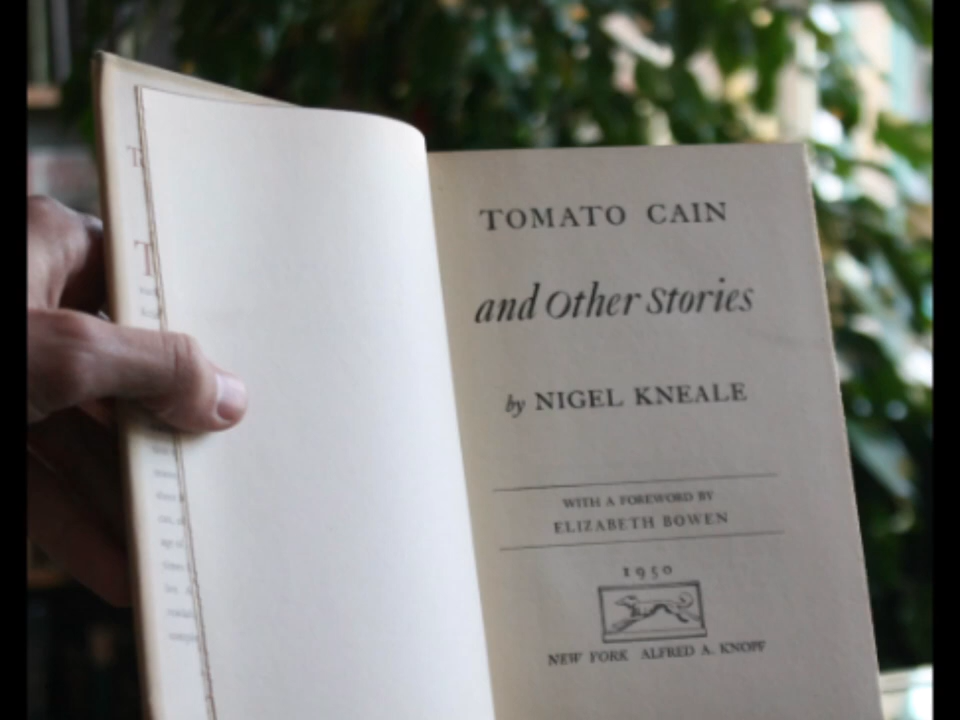 TOMATO CAIN
and Other Stories
by NIGEL KNEALE
WITH A FOREWORD BY
ELIZABETH BOWEN
1950
NEW YORK ALFRED A. KNOPF